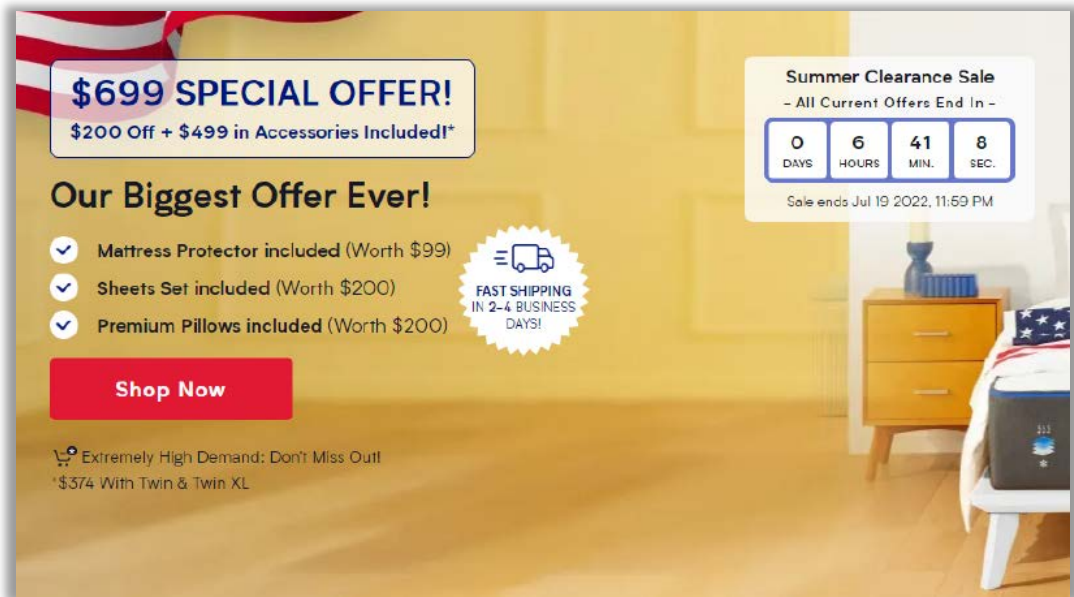 $699 SPECIAL OFFER!
$200 Off + $499 in Accessories Included!*
Our Biggest Offer Ever!
Mattress Protector included (Worth $99)
Sheets Set included (Worth $200)
Premium Pillows included (Worth $200)
FAST SHIPPING
IN 2-4 BUSINESS
DAYS!
Shop Now
Extremely High Demand: Don't Miss Out!
*$374 With Twin & Twin XL
Summer Clearance Sale
- All Current Offers End In -
0 6 41 8
DAYS HOURS MIN. SEC.
Sale ends Jul 19 2022, 11:59 PM